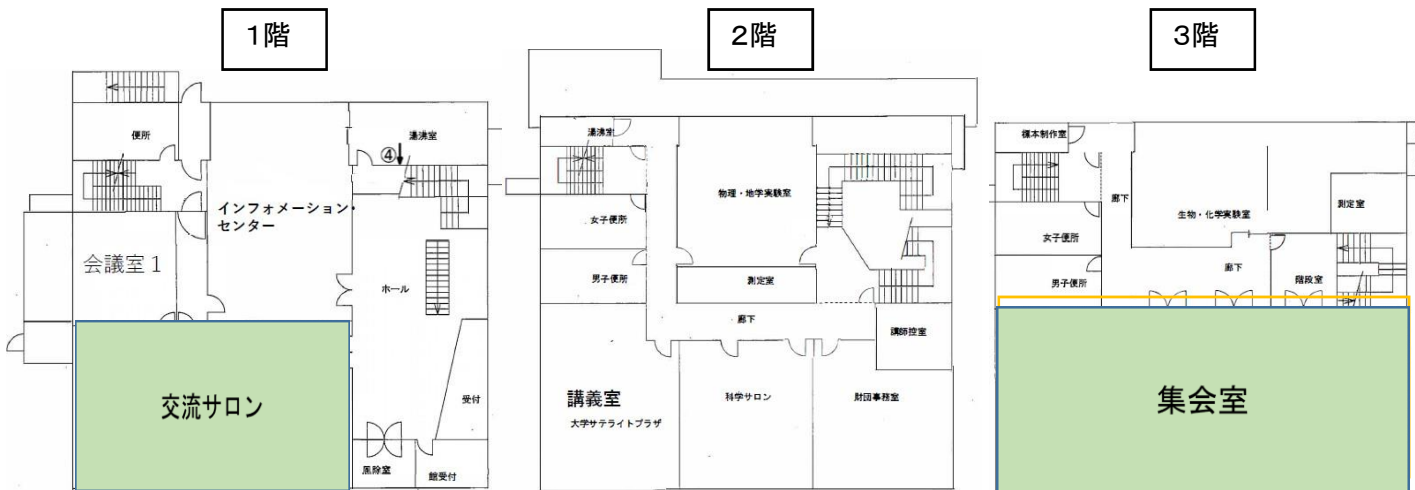 1階
便所
湯沸室
④
インフォメーション・
センター
会議室1
ホール
交流サロン
受付
風除室
館受付
2階
湯沸室
物理・地学実験室
女子便所
男子便所
測定室
廊下
講師控室
講義室
大学サテライトプラザ
科学サロン
財団事務室
3階
標本制作室
廊下
生物・化学実験室
測定室
女子便所
廊下
階段室
男子便所
集会室